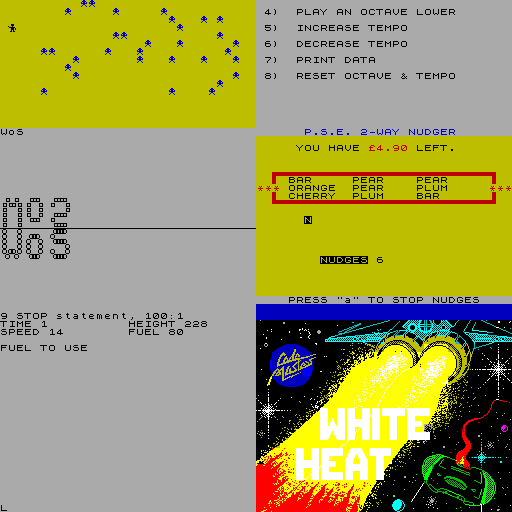 4) PLAY AN OCTAVE LOWER
5) INCREASE TEMPO
6) DECREASE TEMPO
7) PRINT DATA
8) RESET OCTAVE & TEMPO
WoS
P.S.E. 2-WAY NUDGER
YOU HAVE £4.90 LEFT.
BAR PEAR PEAR
*** ORANGE PEAR PLUM ***
CHERRY PLUM BAR
N
NUDGES 6
PRESS "a" TO STOP NUDGES
WoS
9 STOP statement, 100:1
TIME 1 HEIGHT 228
SPEED 14 FUEL 80
FUEL TO USE
L
Code Masters
WHITE
HEAT